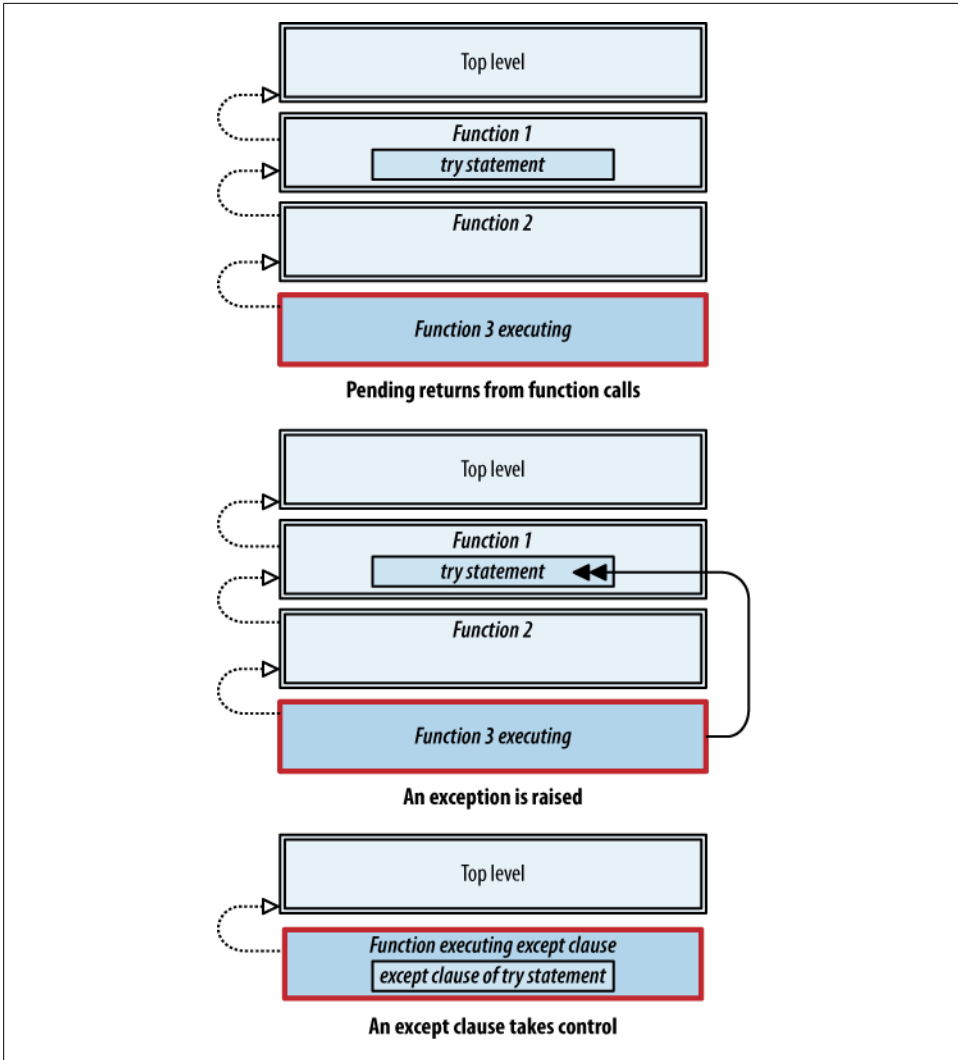 Top level
Function 1
try statement
Function 2
Function 3 executing
Pending returns from function calls
Top level
Function 1
try statement
Function 2
Function 3 executing
An exception is raised
Top level
Function executing except clause
except clause of try statement
An except clause takes control